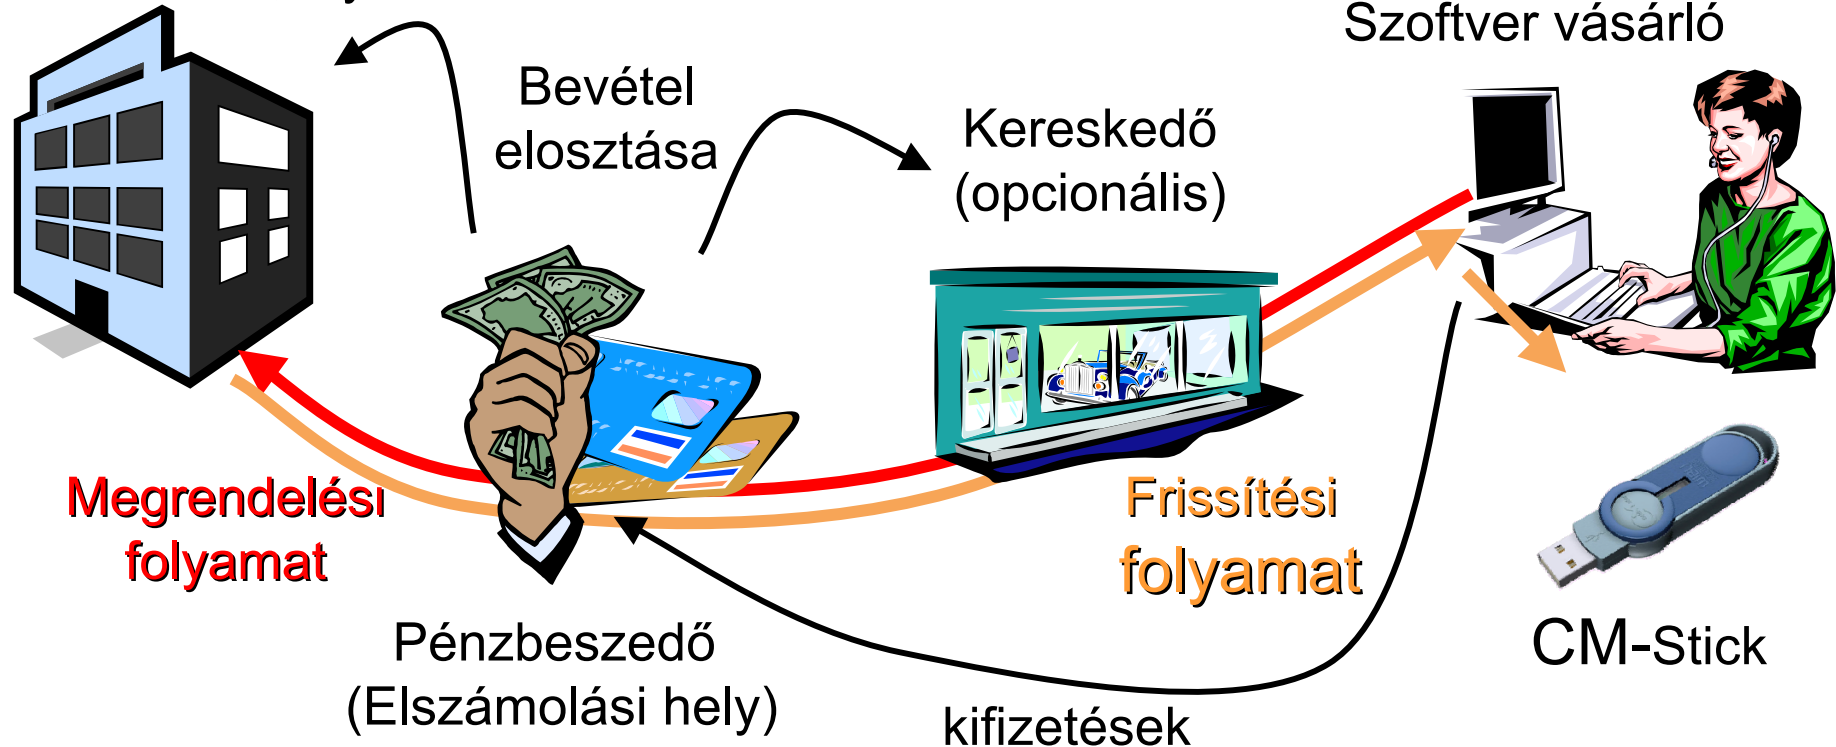 Szoftver vásárló
Bevétel
elosztása
Kereskedő
(opcionális)
Megrendelési
folyamat
Frissítési
folyamat
Pénzbeszedő
(Elszámolási hely)
CM-Stick
kifizetések